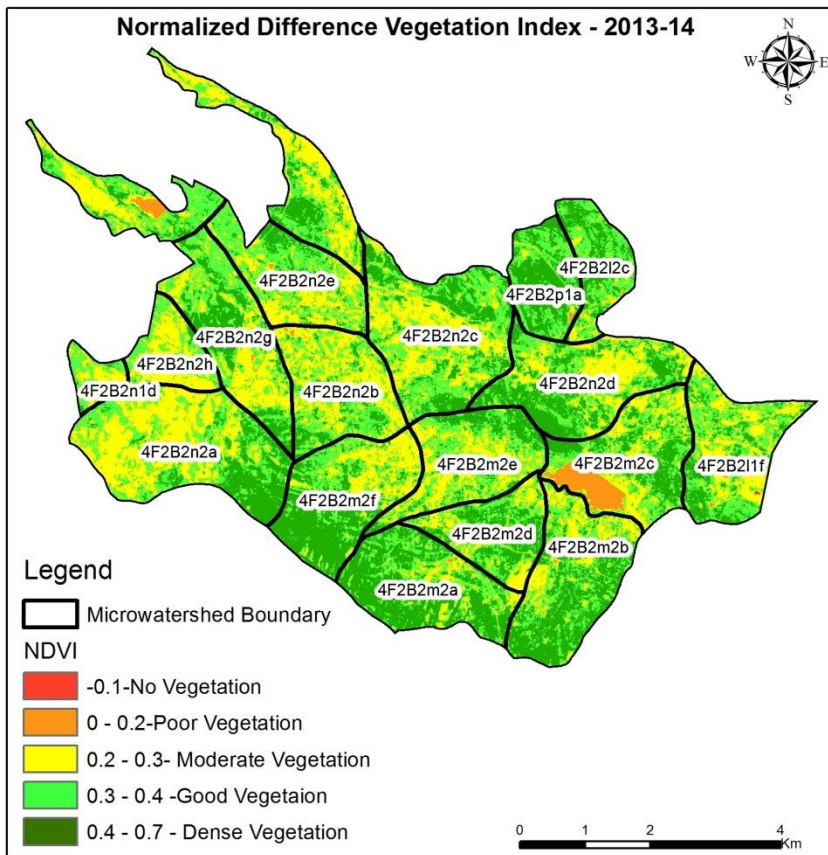 Normalized Difference Vegetation Index - 2013-14
N
W E
S
4F2B2l2c
4F2B2p1a
4F2B2n2e
4F2B2n2g
4F2B2n2c
4F2B2n2h
4F2B2n2d
4F2B2n1d
4F2B2n2b
4F2B2n2a
4F2B2m2e
4F2B2m2c
4F2B2l1f
4F2B2m2f
4F2B2m2d
4F2B2m2b
4F2B2m2a
Legend
Microwatershed Boundary
NDVI
-0.1-No Vegetation
0 - 0.2-Poor Vegetation
0.2 - 0.3- Moderate Vegetation
0.3 - 0.4 -Good Vegetaion
0.4 - 0.7 - Dense Vegetation
0 1 2 4
Km